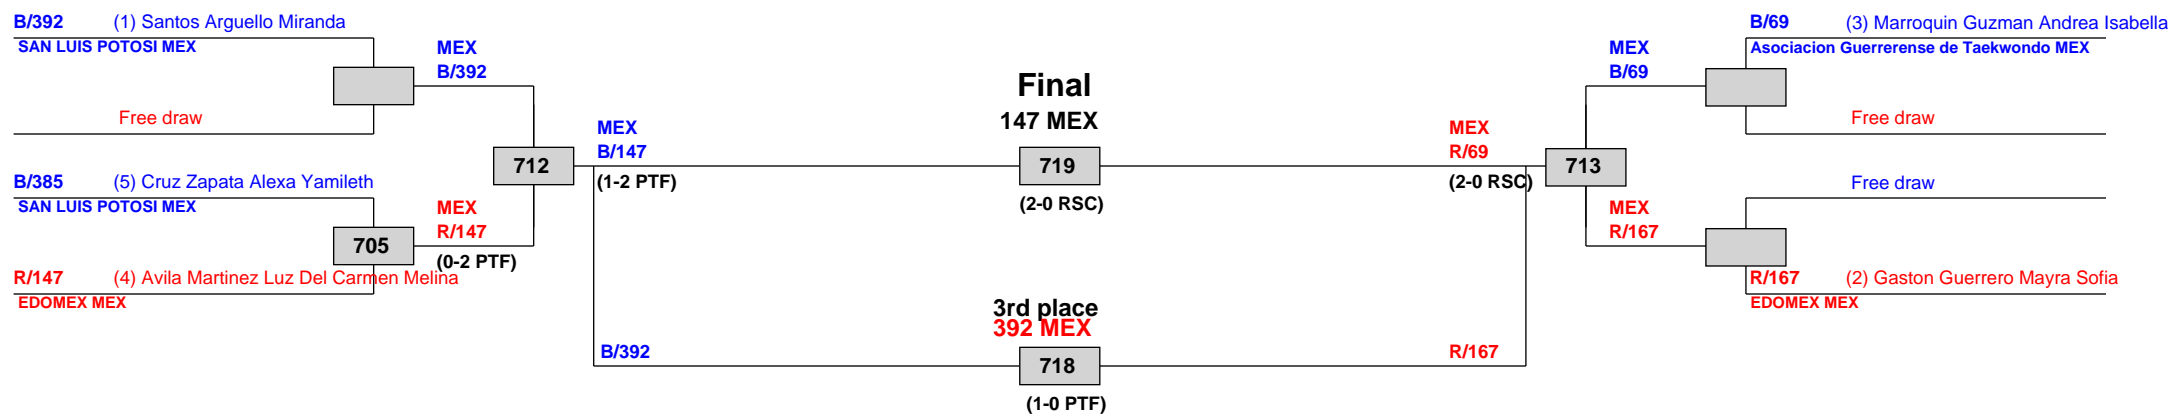 B/392 (1) Santos Arguello Miranda
SAN LUIS POTOSI MEX
MEX
B/392
Free draw
B/385 (5) Cruz Zapata Alexa Yamileth
SAN LUIS POTOSI MEX
705
MEX
R/147
(0-2 PTF)
R/147 (4) Avila Martinez Luz Del Carmen Melina
EDOMEX MEX
712
MEX
B/147
(1-2 PTF)
Final
147 MEX
719
(2-0 RSC)
3rd place
392 MEX
B/392
718
R/167
(1-0 PTF)
MEX
R/69
(2-0 RSC)
713
MEX
B/69
B/69 (3) Marroquin Guzman Andrea Isabella
Asociacion Guerrerense de Taekwondo MEX
Free draw
Free draw
MEX
R/167
R/167 (2) Gaston Guerrero Mayra Sofia
EDOMEX MEX